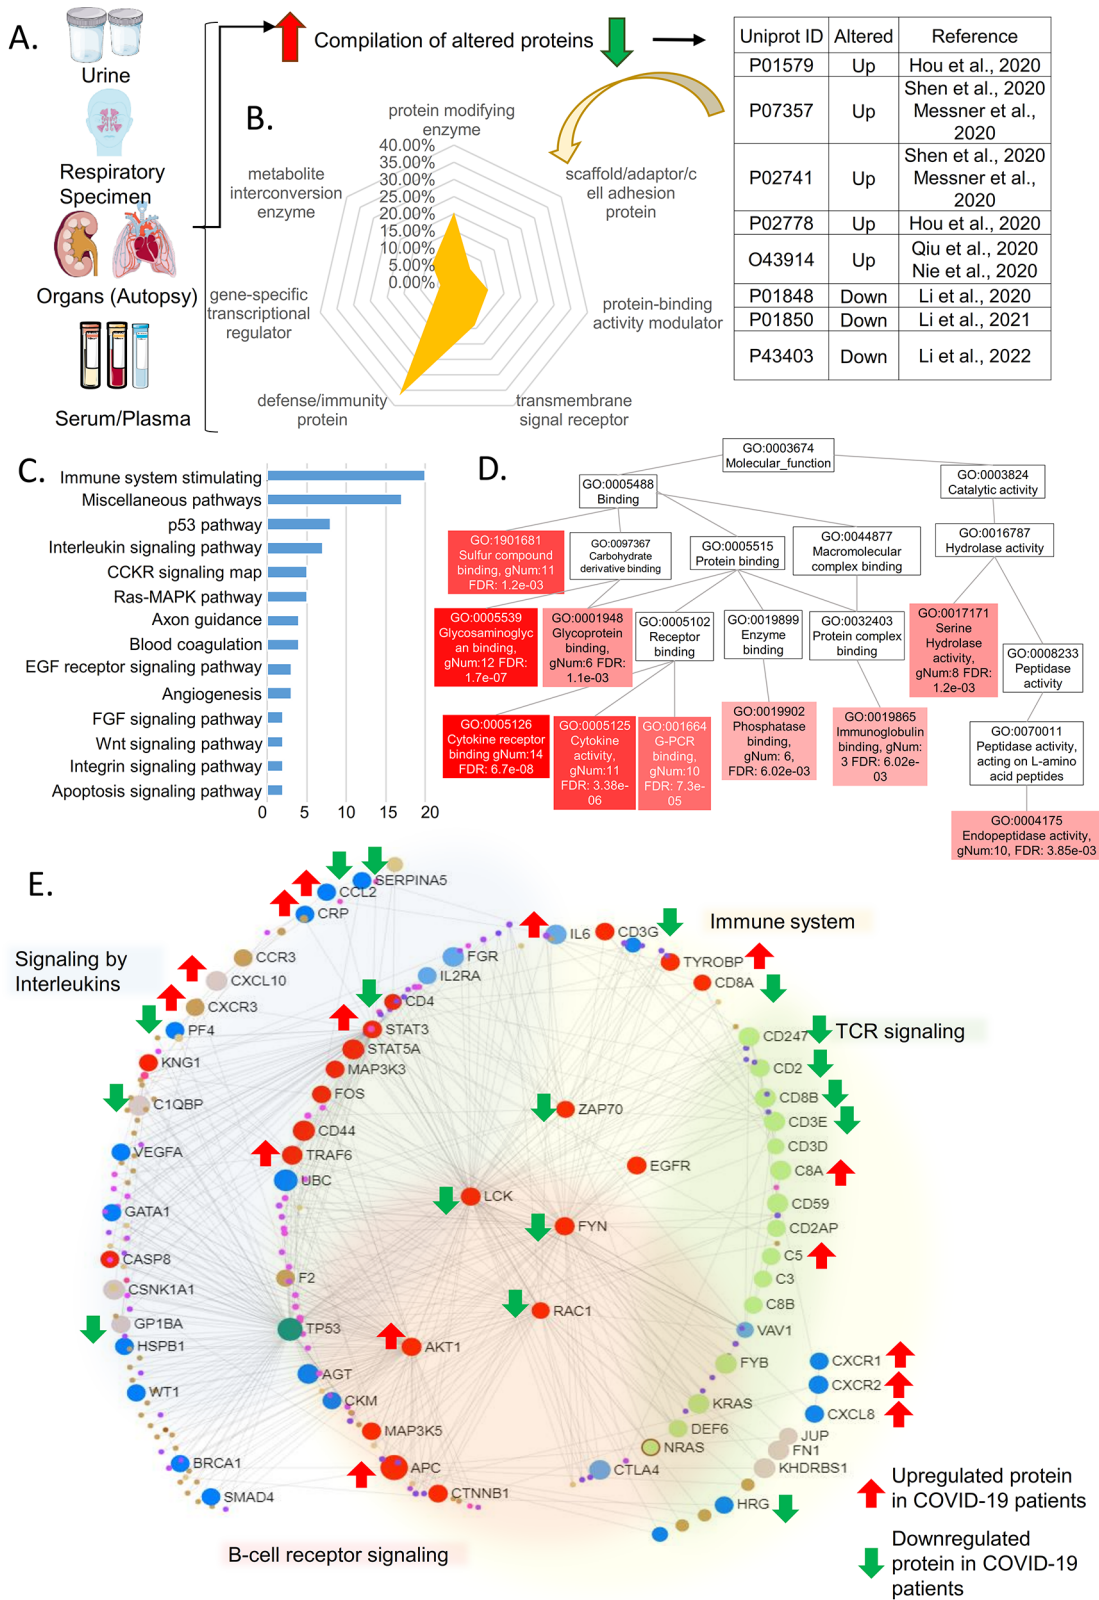 A.
Urine
Respiratory
Specimen
Organs (Autopsy)
Serum/Plasma
Compilation of altered proteins
Uniprot ID Altered Reference
P01579 Up Hou et al., 2020
P07357 Up Shen et al., 2020
Messner et al.,
2020
P02741 Up Shen et al., 2020
Messner et al.,
2020
P02778 Up Hou et al., 2020
O43914 Up Qiu et al., 2020
Nie et al., 2020
P01848 Down Li et al., 2020
P01850 Down Li et al., 2021
P43403 Down Li et al., 2022
B.
protein modifying
enzyme
scaffold/adaptor/c
ell adhesion
protein
protein-binding
activity modulator
transmembrane
signal receptor
defense/immunity
protein
gene-specific
transcriptional
regulator
metabolite
interconversion
enzyme
40.00%
35.00%
30.00%
25.00%
20.00%
15.00%
10.00%
5.00%
0.00%
C.
Immune system stimulating
Miscellaneous pathways
p53 pathway
Interleukin signaling pathway
CCKR signaling map
Ras-MAPK pathway
Axon guidance
Blood coagulation
EGF receptor signaling pathway
Angiogenesis
FGF signaling pathway
Wnt signaling pathway
Integrin signaling pathway
Apoptosis signaling pathway
0 5 10 15 20
D.
GO:0003674
Molecular_function
GO:0005488
Binding
GO:0003824
Catalytic activity
GO:1901681
Sulfur compound
binding, gNum:11
FDR: 1.2e-03
GO:0097367
Carbohydrate
derivative binding
GO:0005515
Protein binding
GO:0044877
Macromolecular
complex binding
GO:0016787
Hydrolase activity
GO:0005539
Glycosaminoglyc
an binding,
gNum:12 FDR:
1.7e-07
GO:0001948
Glycoprotein
binding,
gNum:6 FDR:
1.1e-03
GO:0005102
Receptor
binding
GO:0019899
Enzyme
binding
GO:0032403
Protein complex
binding
GO:0017171
Serine
Hydrolase
activity,
gNum:8 FDR:
1.2e-03
GO:0008233
Peptidase
activity
GO:0005126
Cytokine receptor
binding gNum:14
FDR: 6.7e-08
GO:0005125
Cytokine
activity,
gNum:11
FDR: 3.38e-
06
GO:001664
G-PCR
binding,
gNum:10
FDR: 7.3e-
05
GO:0019902
Phosphatase
binding,
gNum: 6,
FDR: 6.02e-03
GO:0019865
Immunoglobulin
binding, gNum:
3 FDR: 6.02e-
03
GO:0070011
Peptidase activity,
acting on L-amino
acid peptides
GO:0004175
Endopeptidase activity,
gNum:10, FDR: 3.85e-03
E.
Signaling by
Interleukins
Immune system
TCR signaling
B-cell receptor signaling
SERPINA5
CCL2
CRP
CCR3
CXCL10
CXCR3
PF4
KNG1
C1QBP
VEGFA
GATA1
CASP8
CSNK1A1
GP1BA
HSPB1
WT1
BRCA1
SMAD4
IL6
FGR
IL2RA
CD4
STAT3
STAT5A
MAP3K3
FOS
CD44
TRAF6
UBC
F2
TP53
AGT
CKM
MAP3K5
APC
CTNNB1
AKT1
ZAP70
EGFR
LCK
FYN
RAC1
CD3G
TYROBP
CD8A
CD247
CD2
CD8B
CD3E
CD3D
C8A
CD59
CD2AP
C5
C3
C8B
VAV1
FYB
KRAS
DEF6
NRAS
CTLA4
CXCR1
CXCR2
CXCL8
JUP
FN1
KHDRBS1
HRG
Upregulated protein
in COVID-19 patients
Downregulated
protein in COVID-19
patients